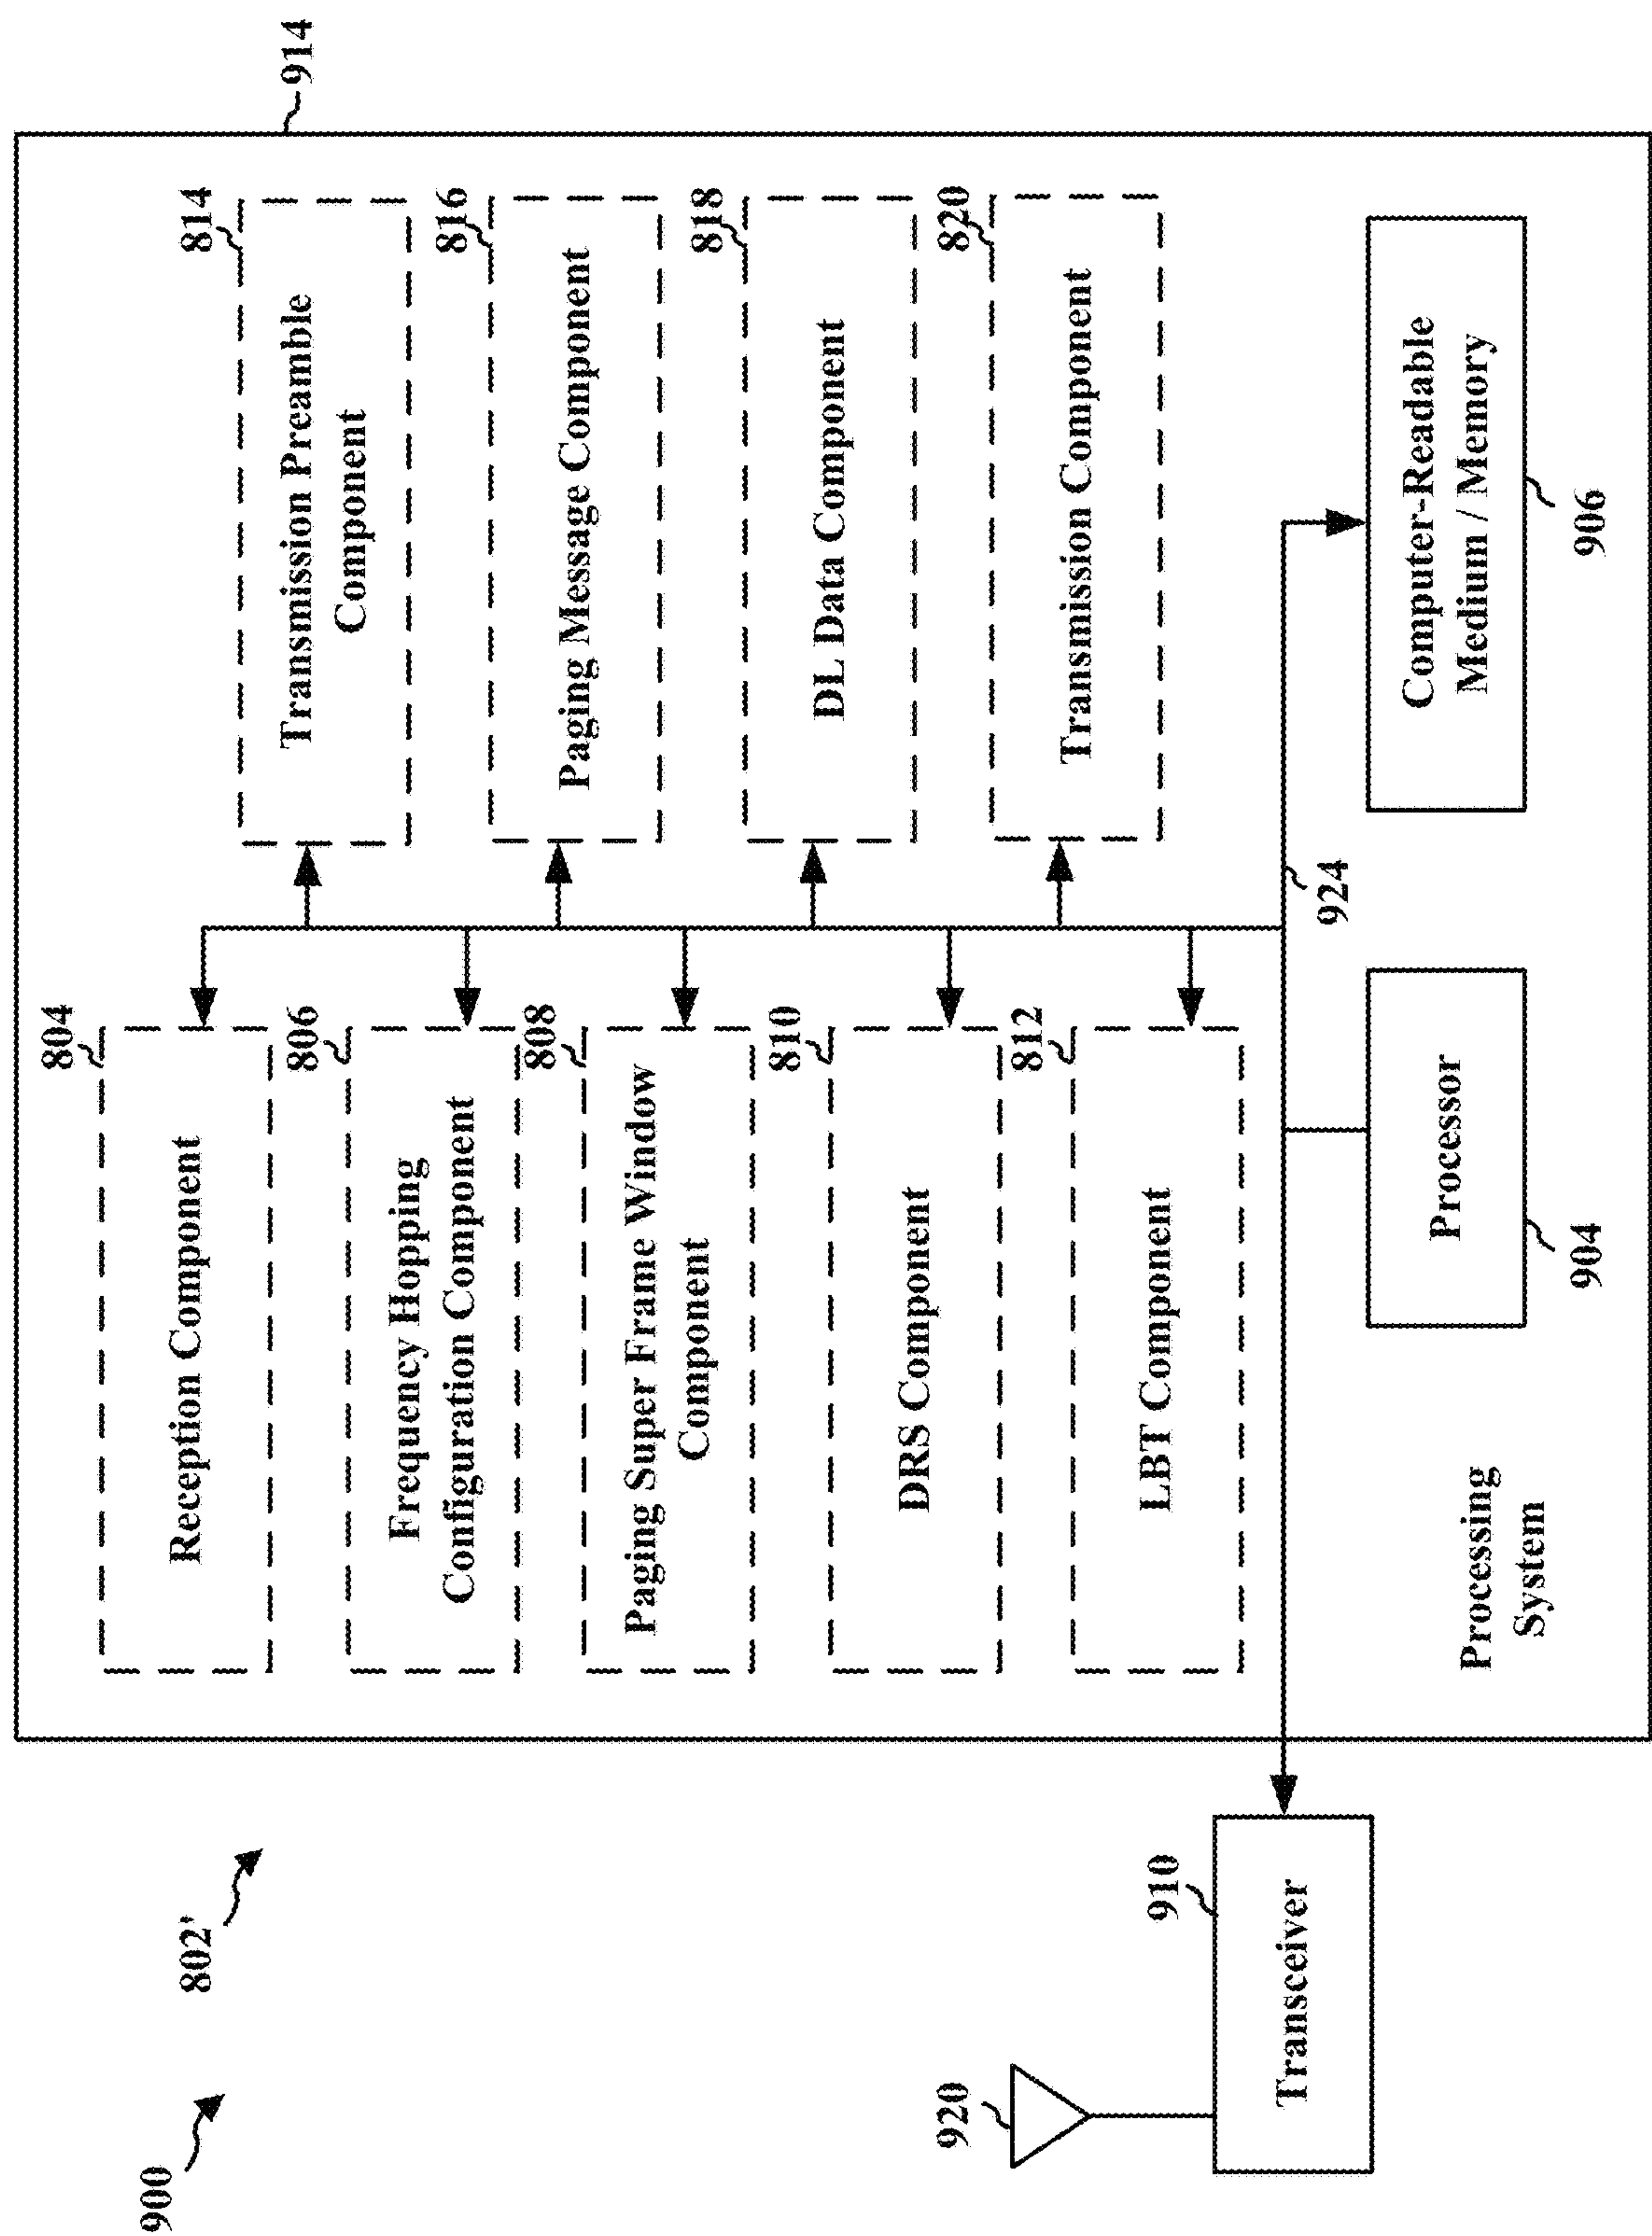 900
802'
914
804
Reception Component
806
Frequency Hopping
Configuration Component
808
Paging Super Frame Window
Component
810
DRS Component
812
LBT Component
814
Transmission Preamble
Component
816
Paging Message Component
818
DL Data Component
820
Transmission Component
920
910
Transceiver
924
Processing
System
Processor
904
Computer-Readable
Medium / Memory
906